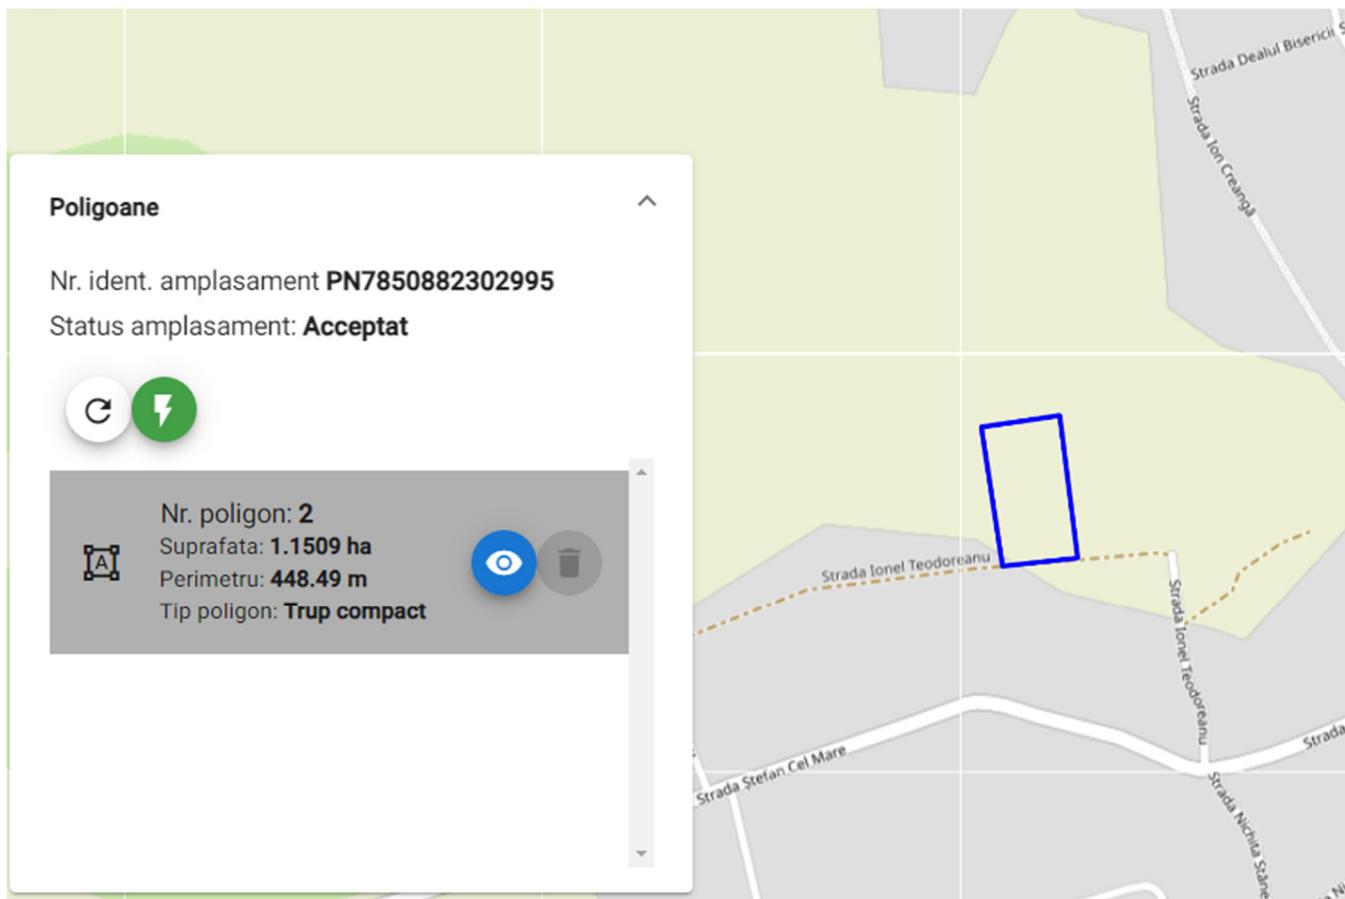 Poligoane
Nr. ident. amplasament PN7850882302995
Status amplasament: Acceptat
A
Nr. poligon: 2
Suprafata: 1.1509 ha
Perimetru: 448.49 m
Tip poligon: Trup compact
Strada Dealul Bisericii S
Strada Ion Creangă
Strada Ionel Teodoreanu
Strada Ionel Teodoreanu
Strada Ștefan Cel Mare
Strada
Strada Nichita Stăne